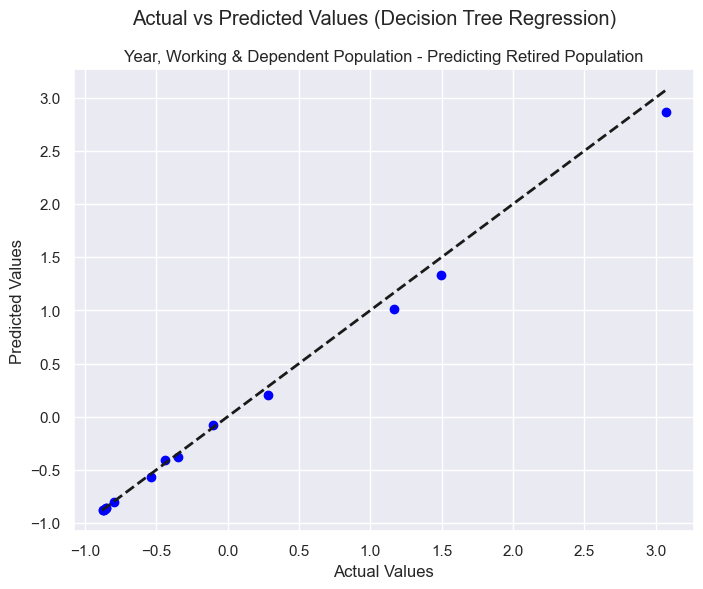 Actual vs Predicted Values (Decision Tree Regression)
Year, Working & Dependent Population - Predicting Retired Population
3.0
2.5
2.0
1.5
1.0
0.5
0.0
−0.5
−1.0
Predicted Values
−1.0 −0.5 0.0 0.5 1.0 1.5 2.0 2.5 3.0
Actual Values